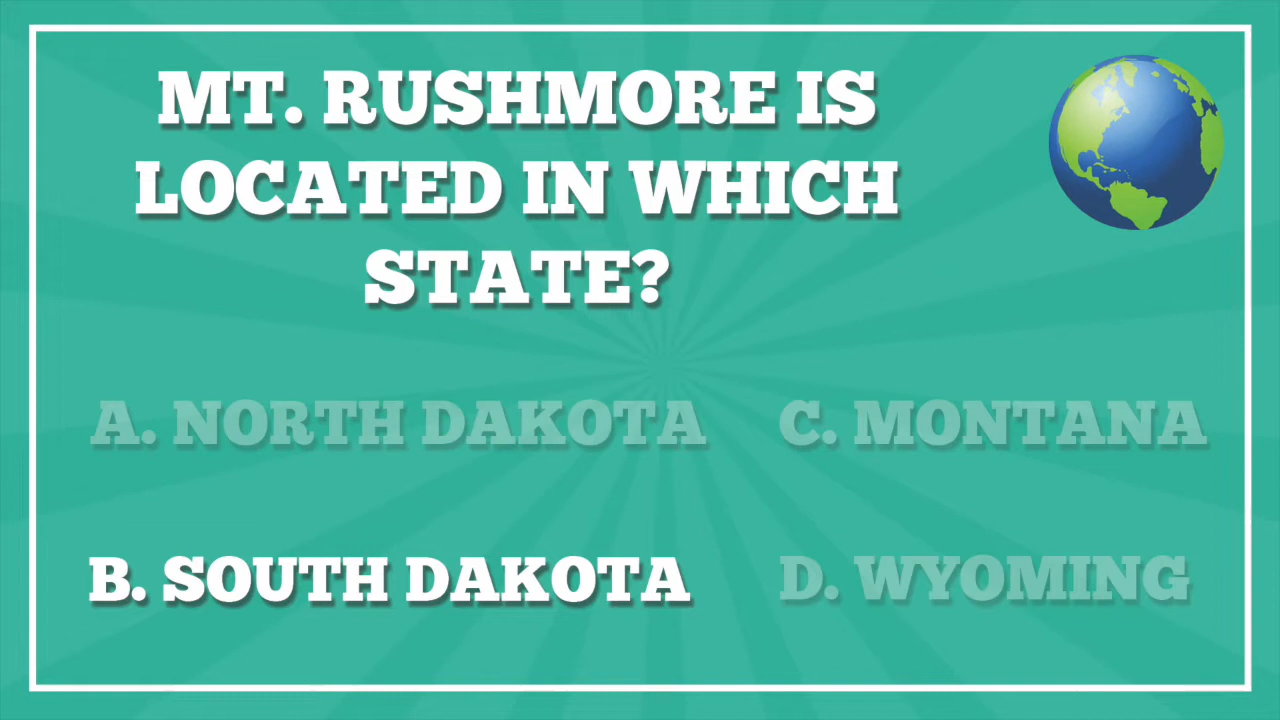 MT. RUSHMORE IS
LOCATED IN WHICH
STATE?
A. NORTH DAKOTA
C. MONTANA
B. SOUTH DAKOTA
D. WYOMING